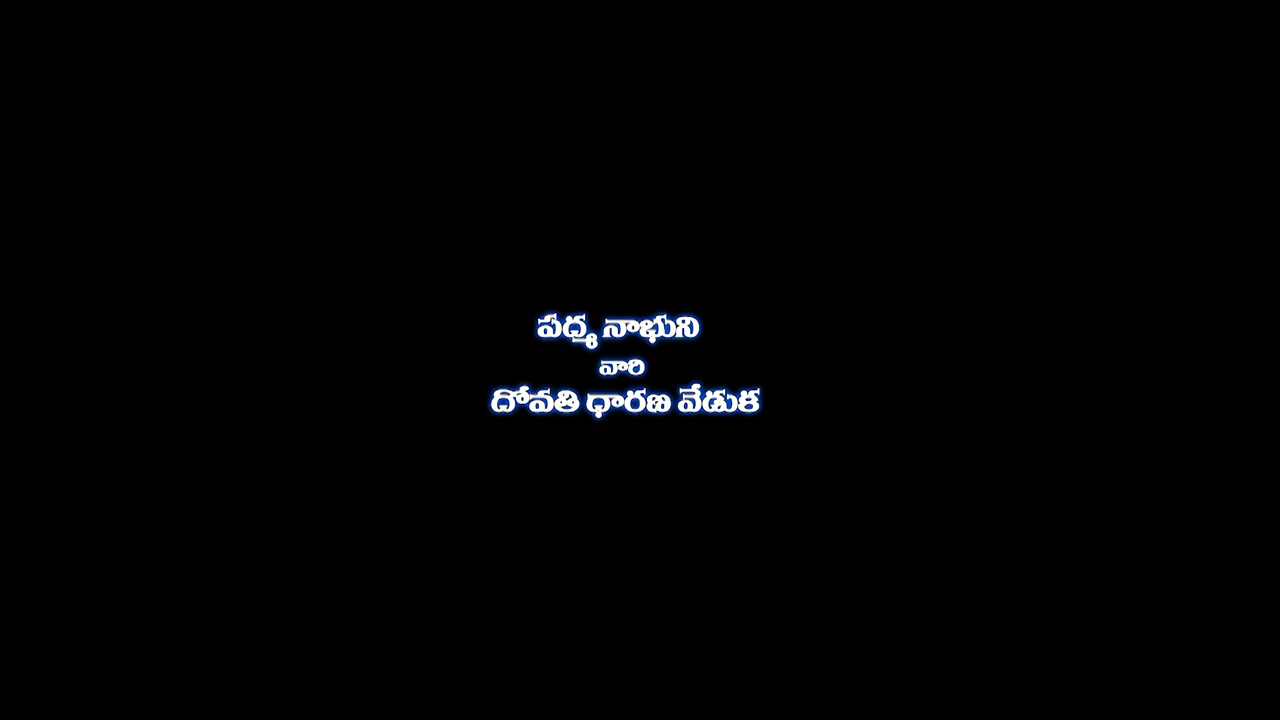 పద్మ నాభుని
వారి
దోవతి ధారణ వేడుక